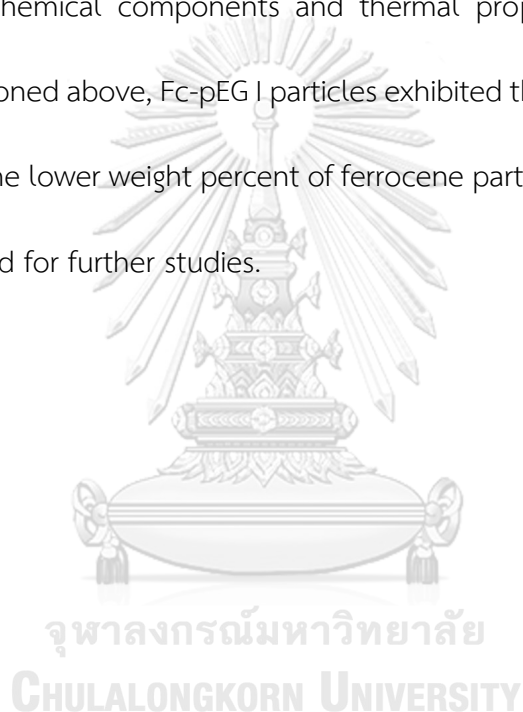 hemical components and thermal prop
oned above, Fc-pEG I particles exhibited th
ne lower weight percent of ferrocene part
d for further studies.
จุฬาลงกรณ์มหาวิทยาลัย
CHULALONGKORN UNIVERSITY